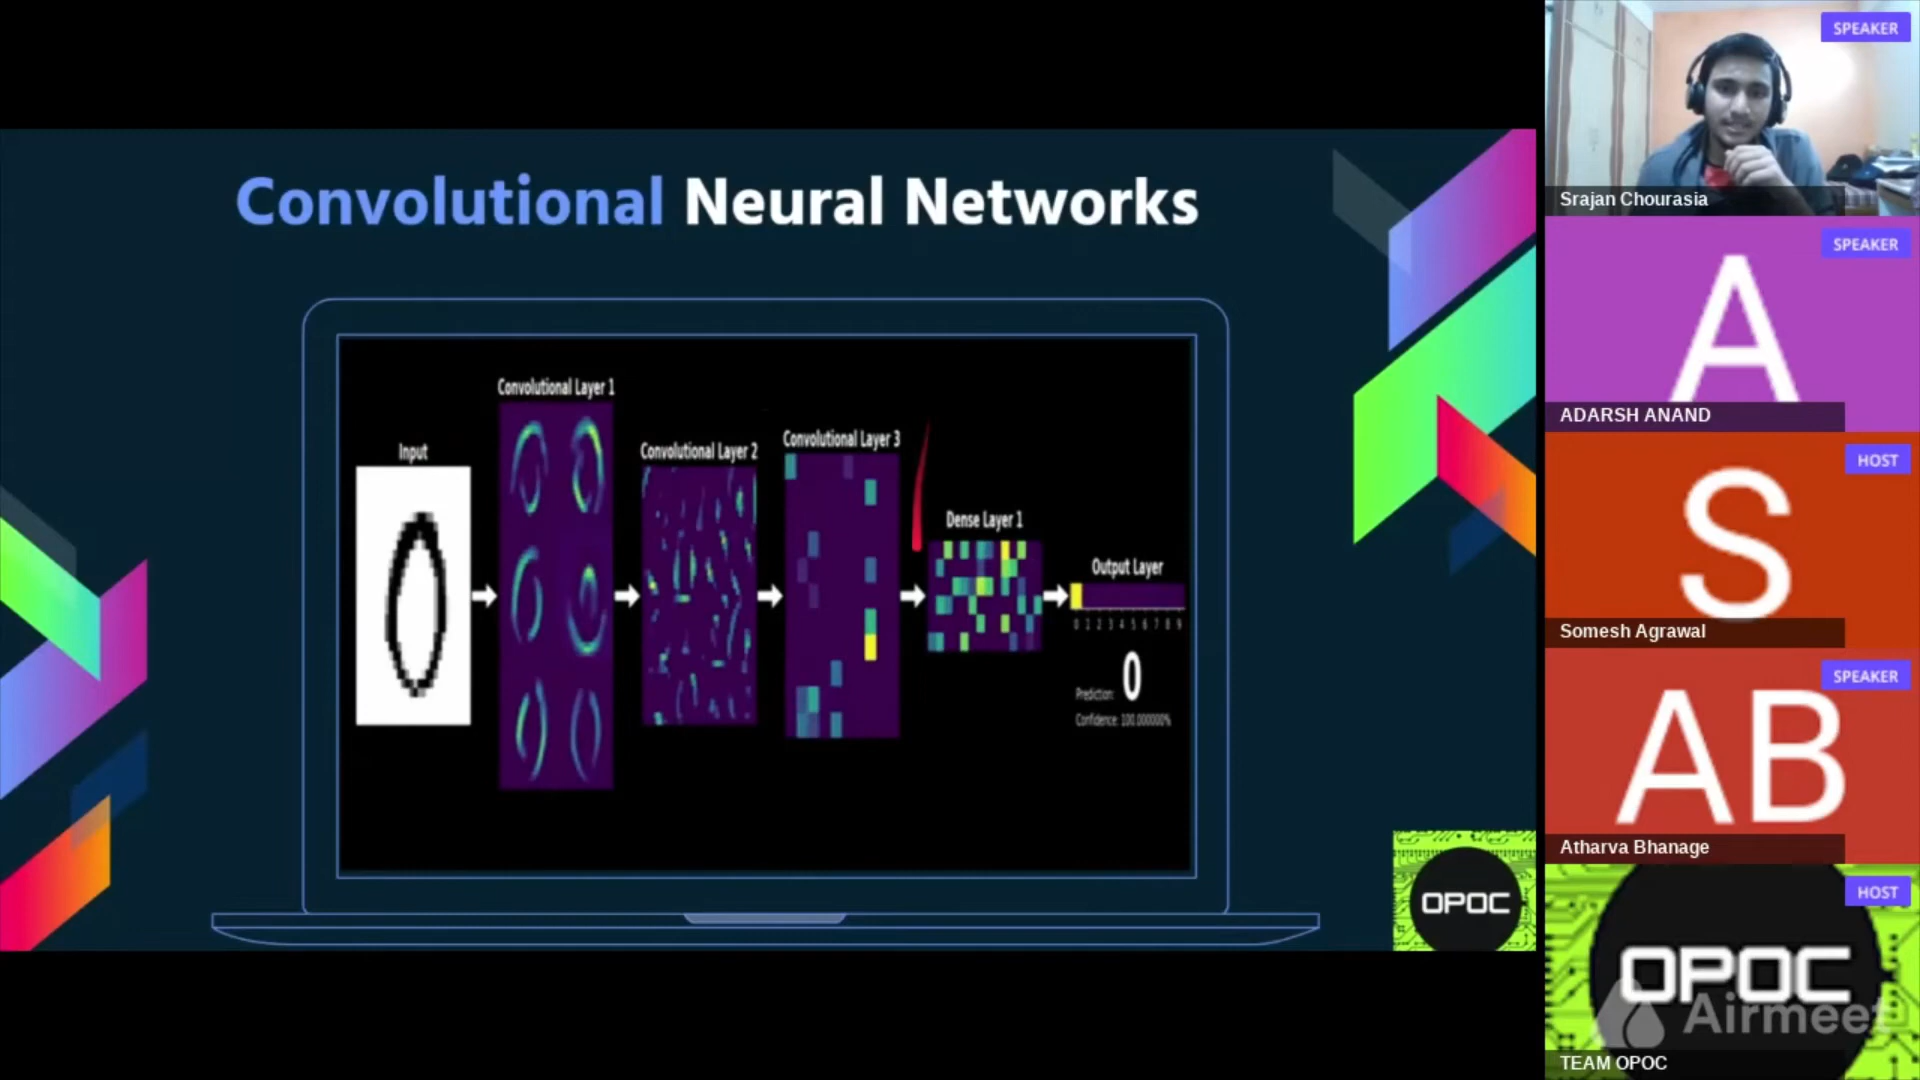 Convolutional Neural Networks
Input
Convolutional Layer 1
Convolutional Layer 2
Convolutional Layer 3
Dense Layer 1
Output Layer
0 1 2 3 4 5 6 7 8 9
Prediction: 0
Confidence: 100.000000%
OPOC
SPEAKER
Srajan Chourasia
SPEAKER
A
ADARSH ANAND
HOST
S
Somesh Agrawal
SPEAKER
AB
Atharva Bhanage
HOST
OPOC
Airmeet
TEAM OPOC